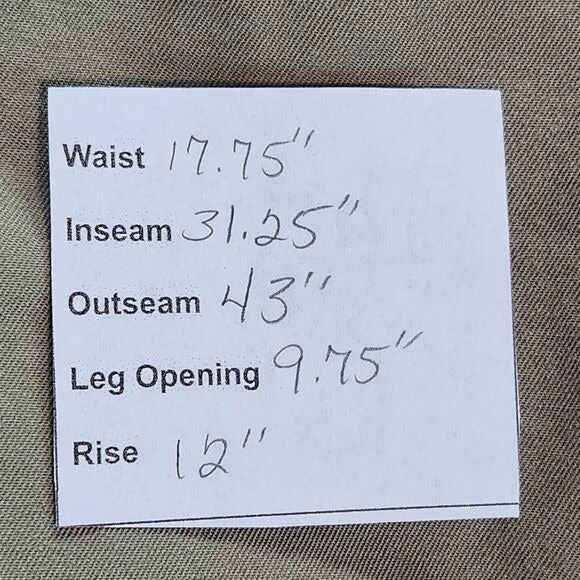 Waist 17.75"
Inseam 31.25"
Outseam 43"
Leg Opening 9.75"
Rise 12"